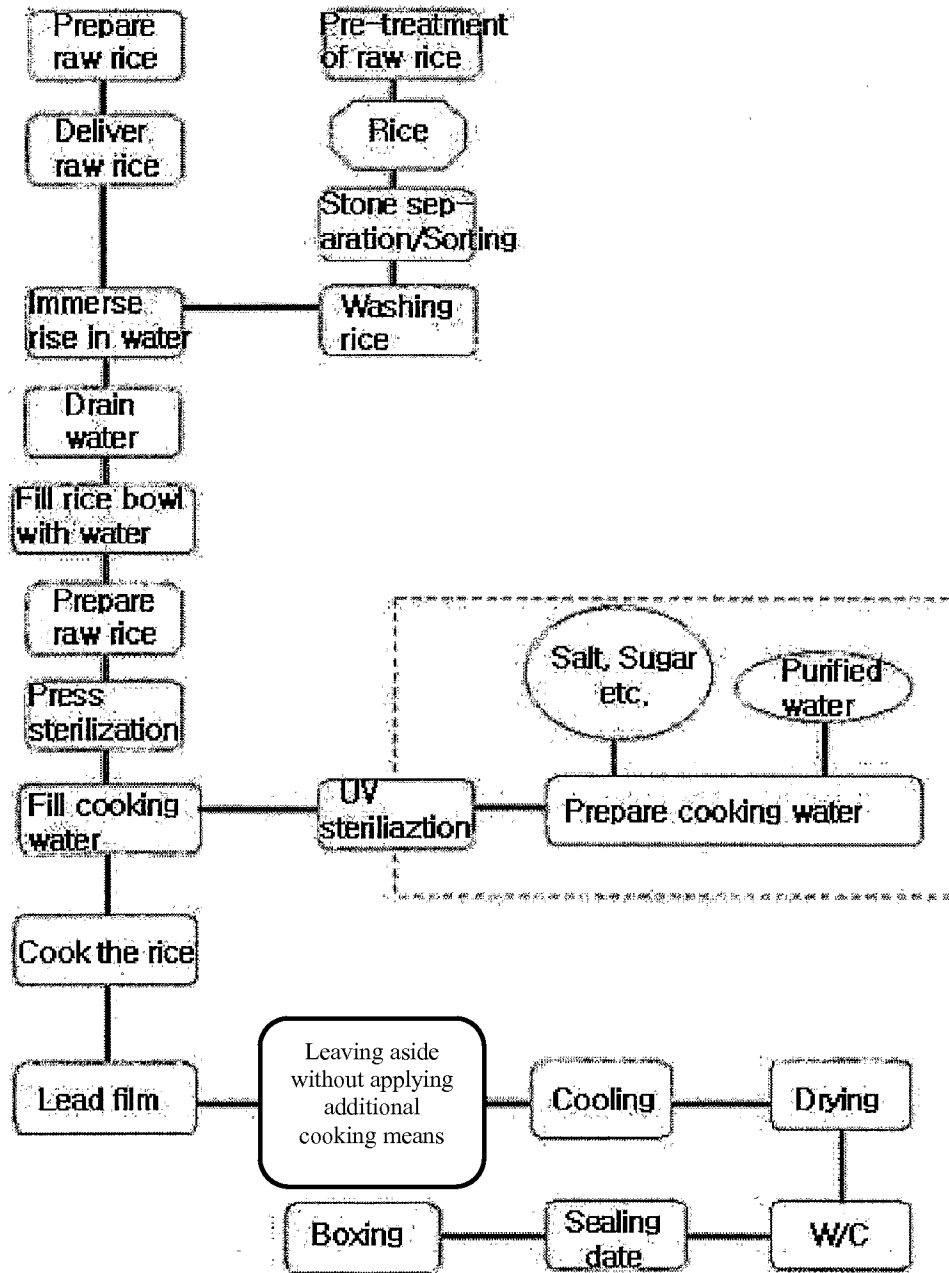 Prepare
raw rice
Pre-treatment
of raw rice
Deliver
raw rice
Rice
Stone sep-
aration/Sorting
Immerse
rise in water
Washing
rice
Drain
water
Fill rice bowl
with water
Prepare
raw rice
Press
sterilization
Salt, Sugar
etc,
Purified
water
Fill cooking
water
UV
steriliaztion
Prepare cooking water
Cook the rice
Lead film
Leaving aside
without applying
additional
cooking means
Cooling
Drying
Boxing
Sealing
date
W/C